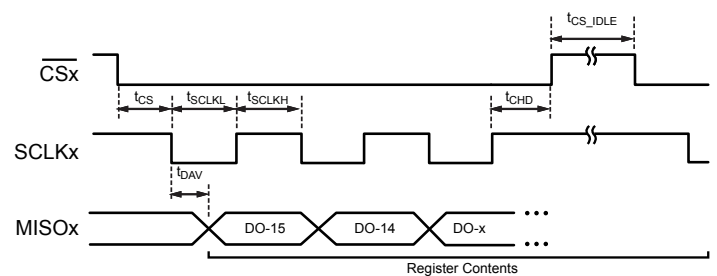 tCS_IDLE
CSx
tCS tSCLKL tSCLKH tCHD
SCLKx
tDAV
MISOx DO-15 DO-14 DO-x •••
•••
Register Contents